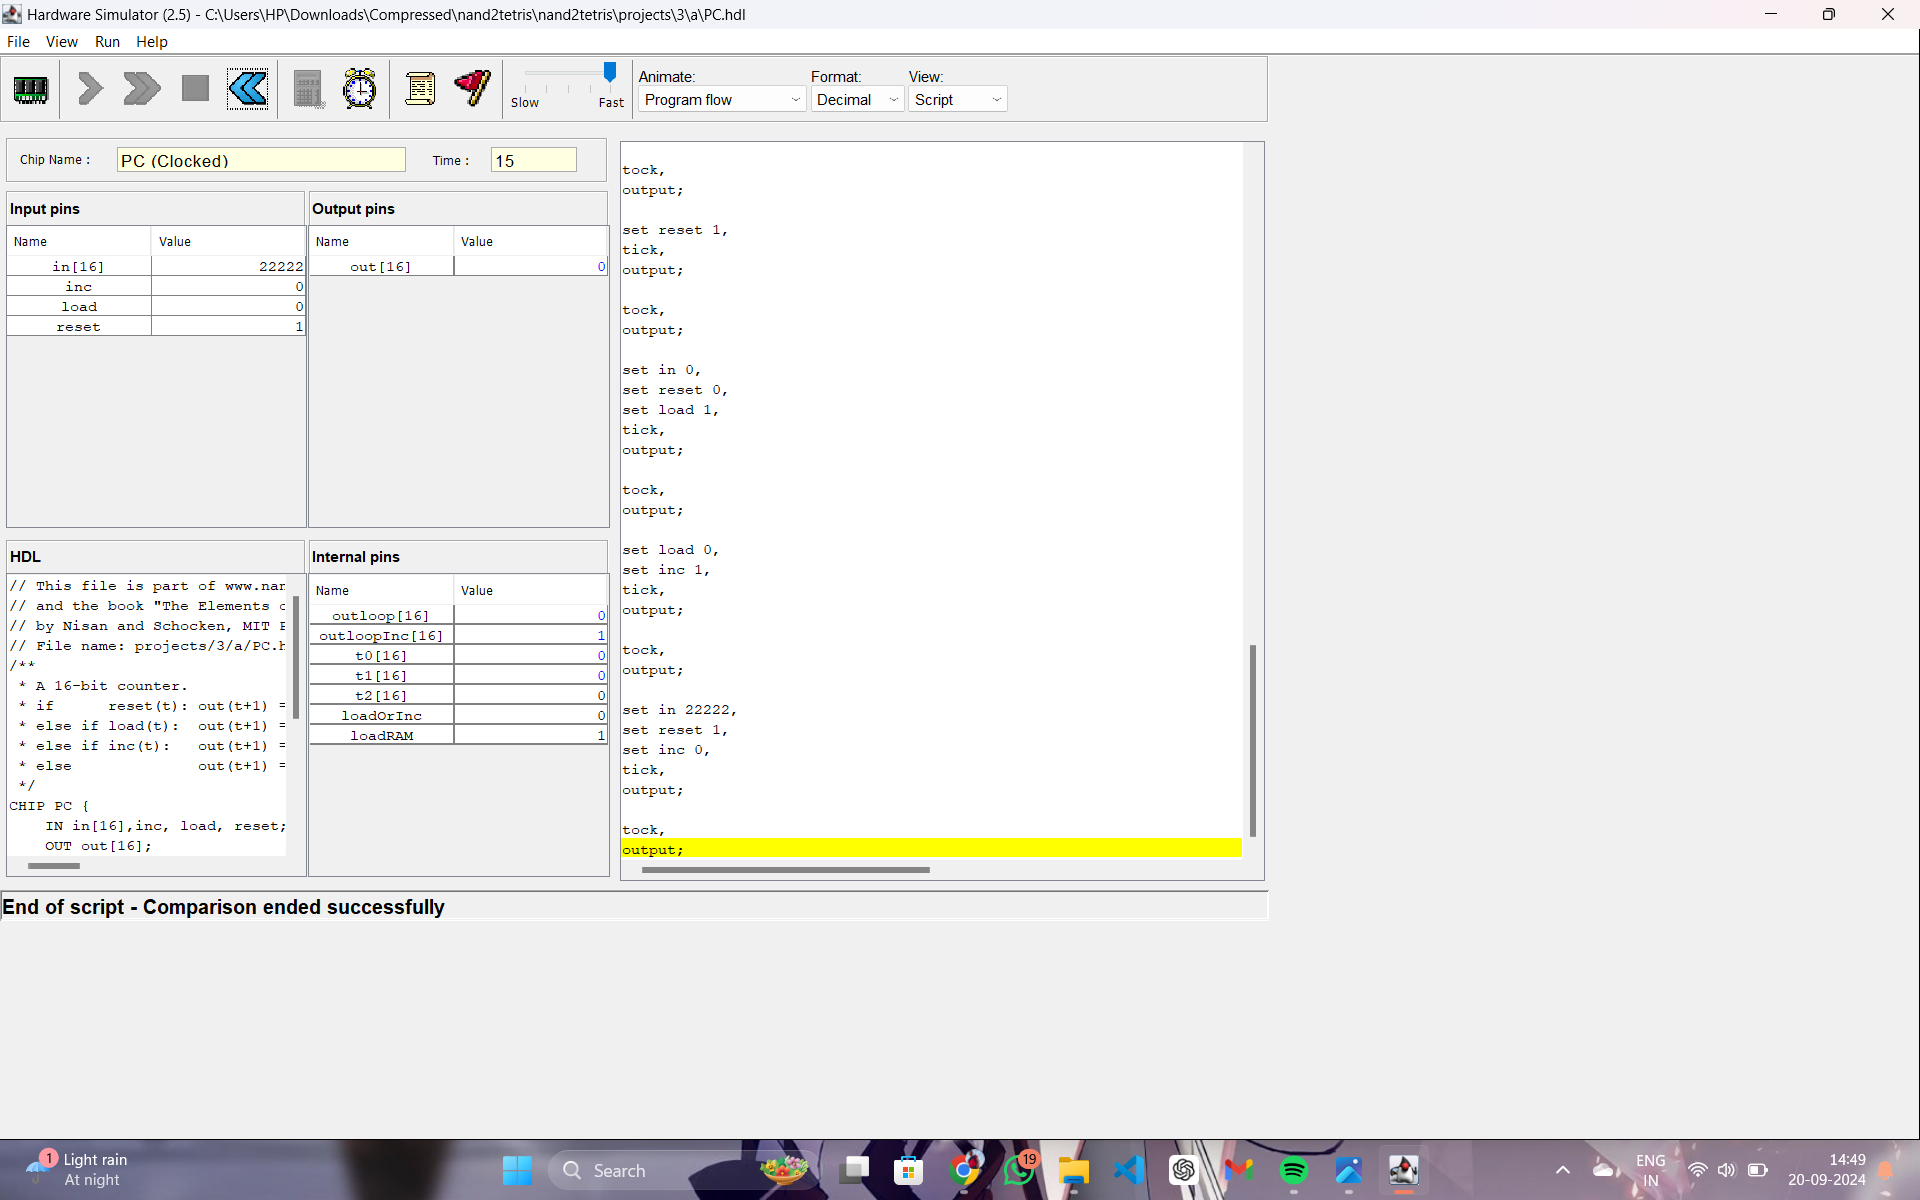 Hardware Simulator (2.5) - C:\Users\HP\Downloads\Compressed\nand2tetris\nand2tetris\projects\3\a\PC.hdl
File View Run Help
Slow Fast
Animate: Format: View:
Program flow Decimal Script
Chip Name : PC (Clocked) Time : 15
Input pins
Name Value
in[16] 22222
inc 0
load 0
reset 1
Output pins
Name Value
out[16] 0
HDL
// This file is part of www.nan
// and the book "The Elements
// by Nisan and Schocken, MIT
// File name: projects/3/a/PC.h
/**
* A 16-bit counter.
* if reset(t): out(t+1) =
* else if load(t): out(t+1) =
* else if inc(t): out(t+1) =
* else out(t+1) =
*/
CHIP PC {
IN in[16],inc, load, reset;
OUT out[16];
Internal pins
Name Value
outloop[16] 0
outloopInc[16] 1
t0[16] 0
t1[16] 0
t2[16] 0
loadOrInc 0
loadRAM 1
tock,
output;
set reset 1,
tick,
output;
tock,
output;
set in 0,
set reset 0,
set load 1,
tick,
output;
tock,
output;
set load 0,
set inc 1,
tick,
output;
tock,
output;
set in 22222,
set reset 1,
set inc 0,
tick,
output;
tock,
output;
End of script - Comparison ended successfully
1
Light rain
At night
Search
19
ENG
IN
14:49
20-09-2024